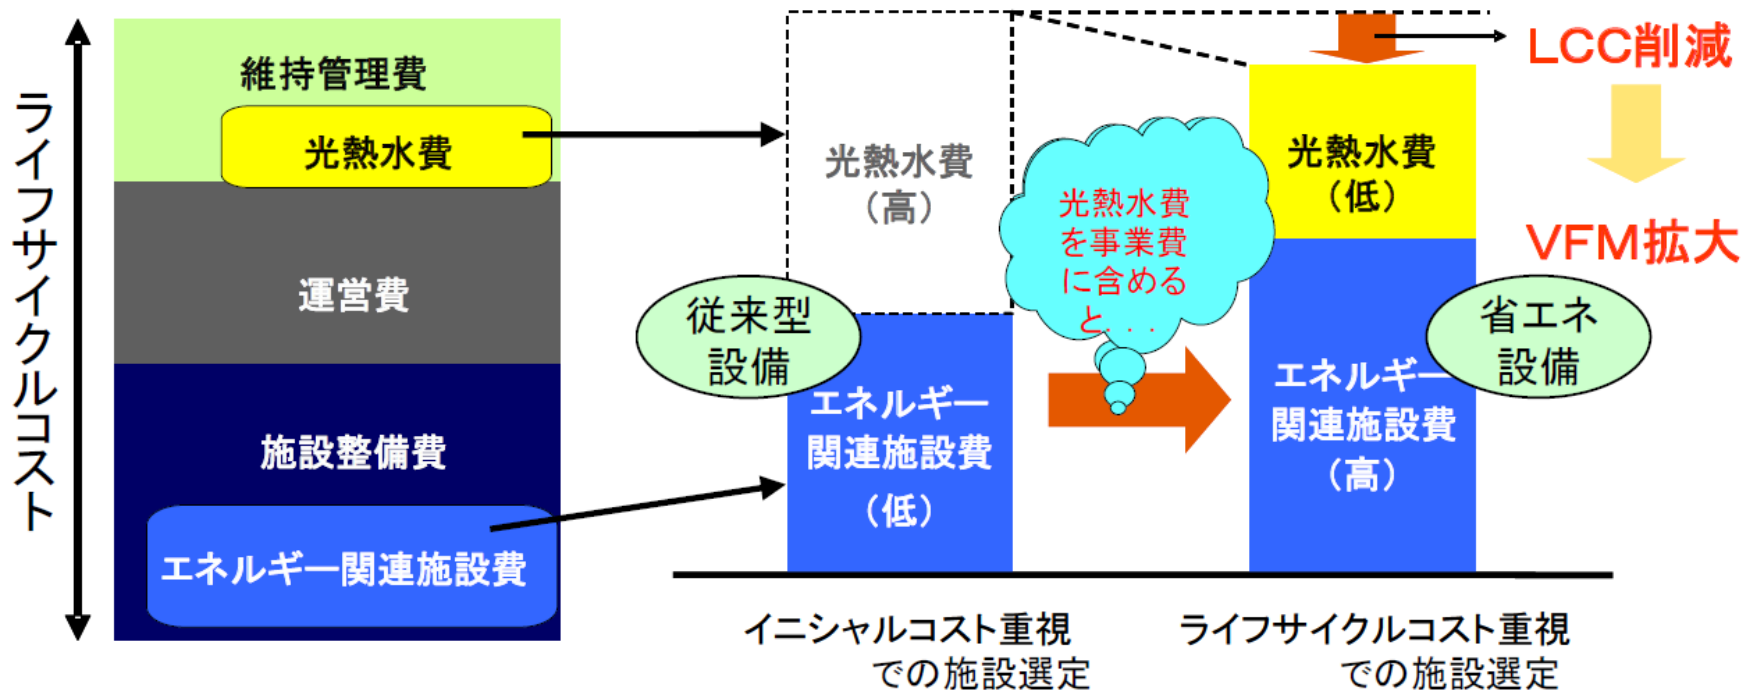 ライフサイクルコスト
維持管理費
光熱水費
運営費
施設整備費
エネルギー関連施設費
光熱水費
（高）
従来型
設備
エネルギー
関連施設費
（低）
イニシャルコスト重視
での施設選定
光熱水費
を事業費
に含める
と．．．
光熱水費
（低）
省エネ
設備
エネルギー
関連施設費
（高）
ライフサイクルコスト重視
での施設選定
LCC削減
VFM拡大